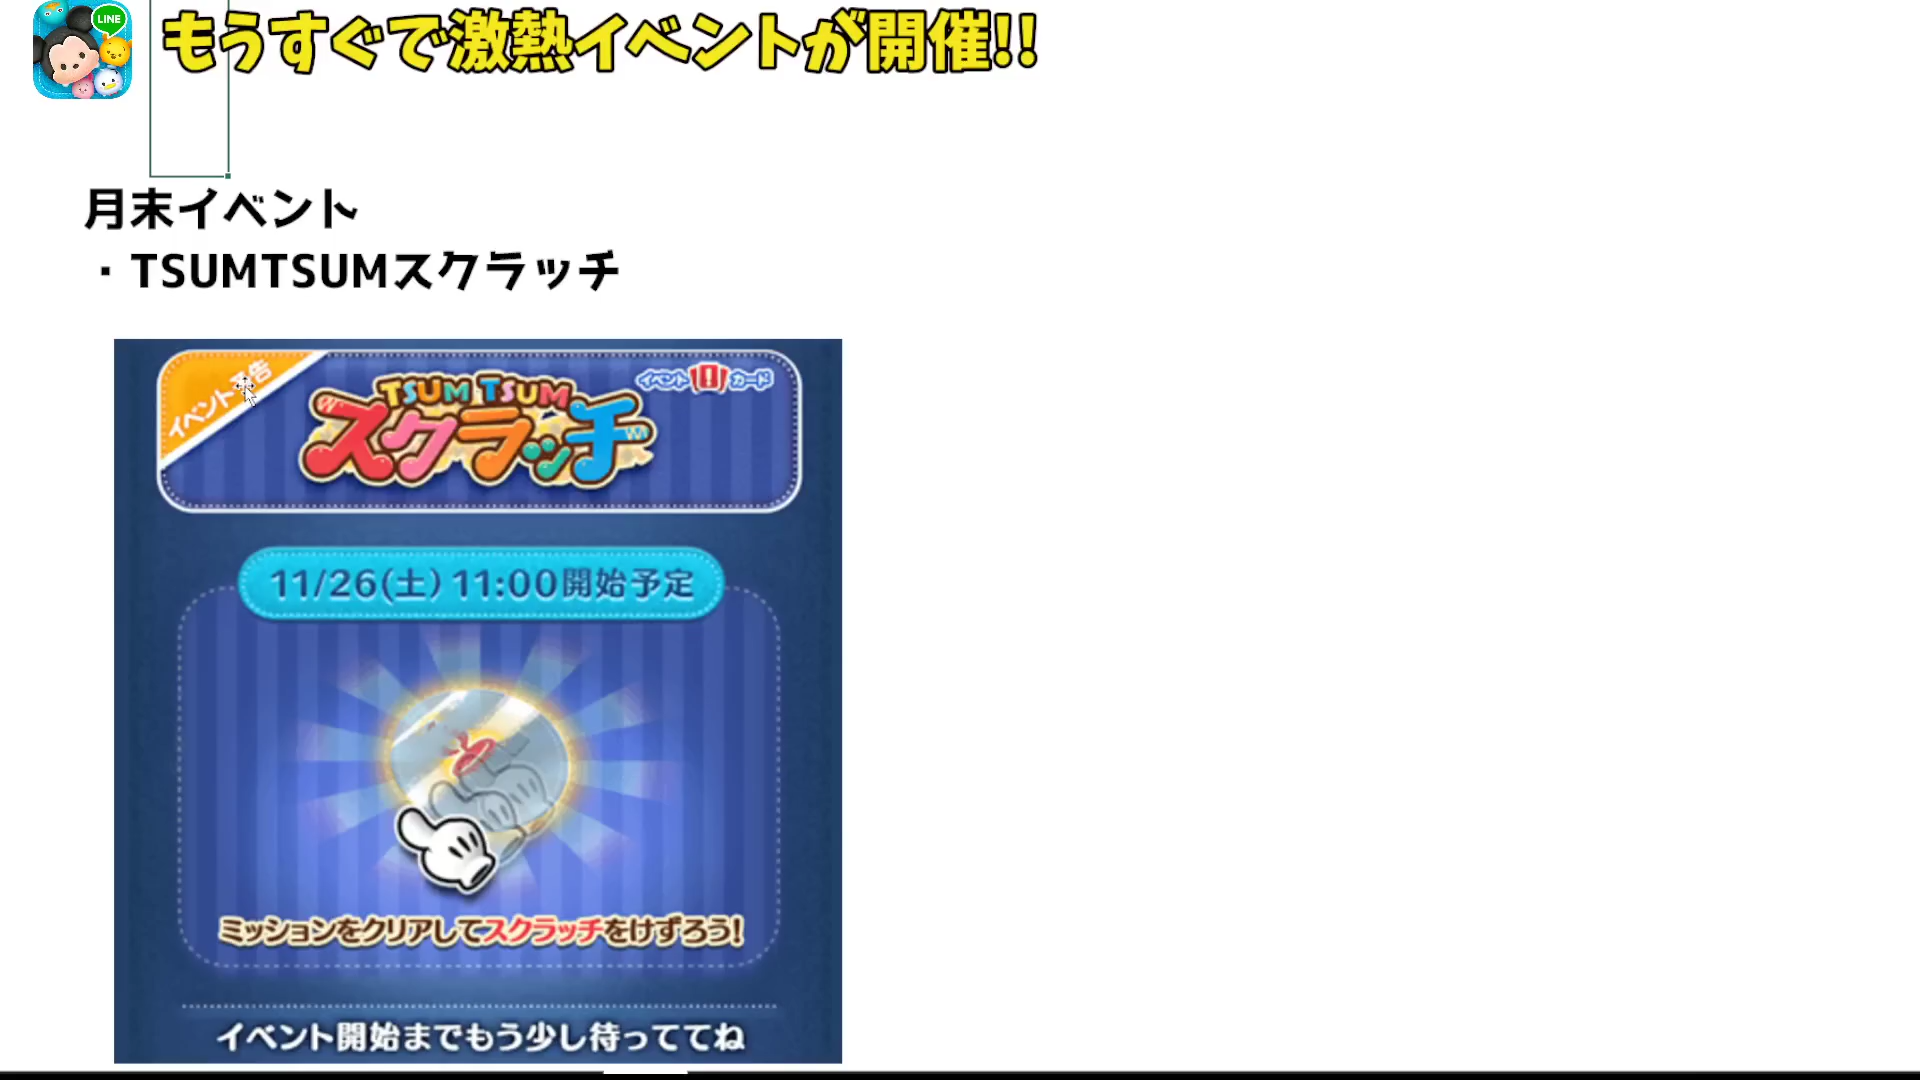 LINE
もうすぐで激熱イベントが開催!!
月末イベント
・TSUMTSUMスクラッチ
イベント予告
TSUM TSUM
スクラッチ
イベント カード
11/26(土) 11:00開始予定
ミッションをクリアしてスクラッチをけずろう!
イベント開始までもう少し待っててね